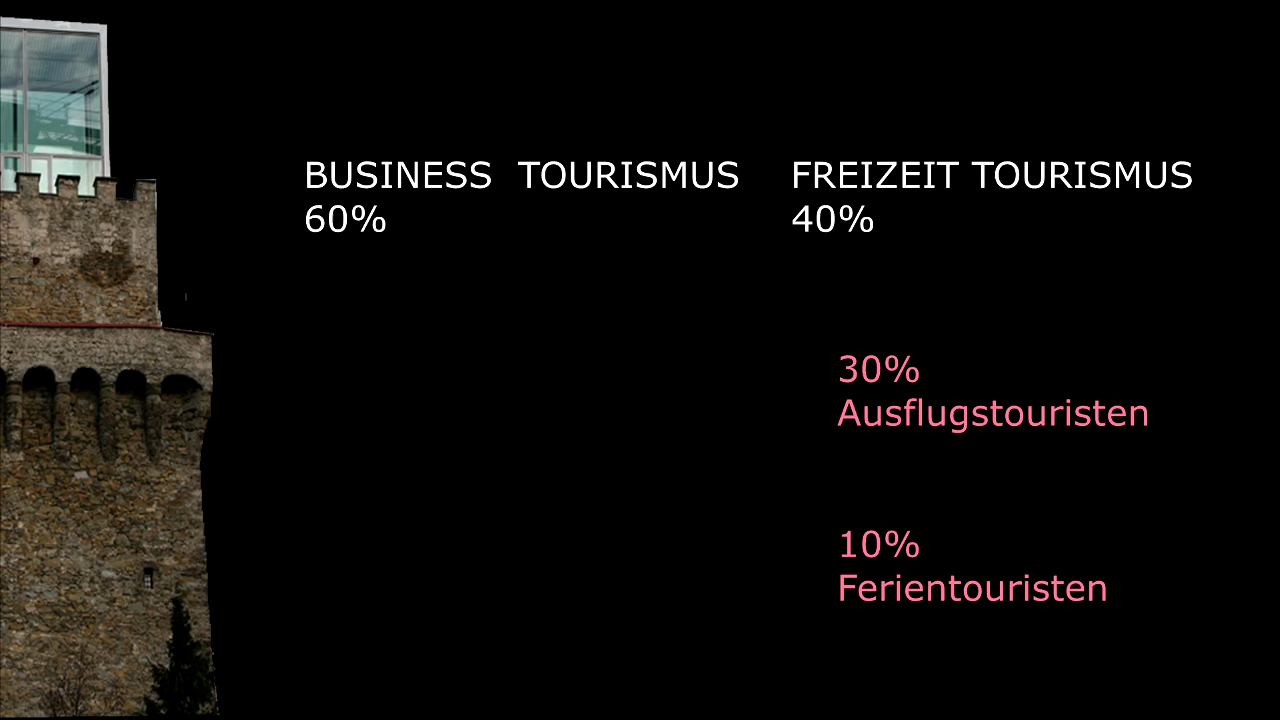 BUSINESS  TOURISMUS
60%
FREIZEIT TOURISMUS
40%
30%
Ausflugstouristen
10%
Ferientouristen